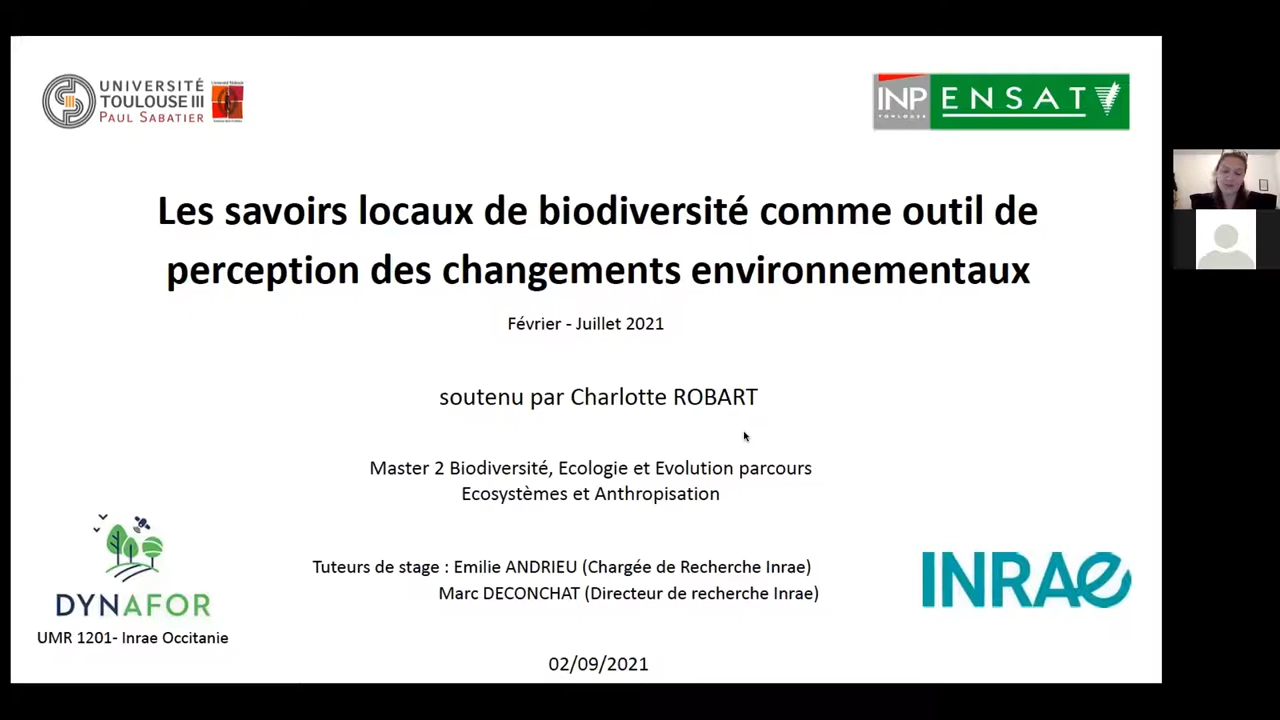 UNIVERSITÉ
TOULOUSE III
PAUL SABATIER
INP
TOULOUSE
ENSAT
Les savoirs locaux de biodiversité comme outil de
perception des changements environnementaux
Février - Juillet 2021
soutenu par Charlotte ROBART
Master 2 Biodiversité, Ecologie et Evolution parcours
Ecosystèmes et Anthropisation
Tuteurs de stage : Emilie ANDRIEU (Chargée de Recherche Inrae)
Marc DECONCHAT (Directeur de recherche Inrae)
DYNAFOR
UMR 1201- Inrae Occitanie
INRAE
02/09/2021